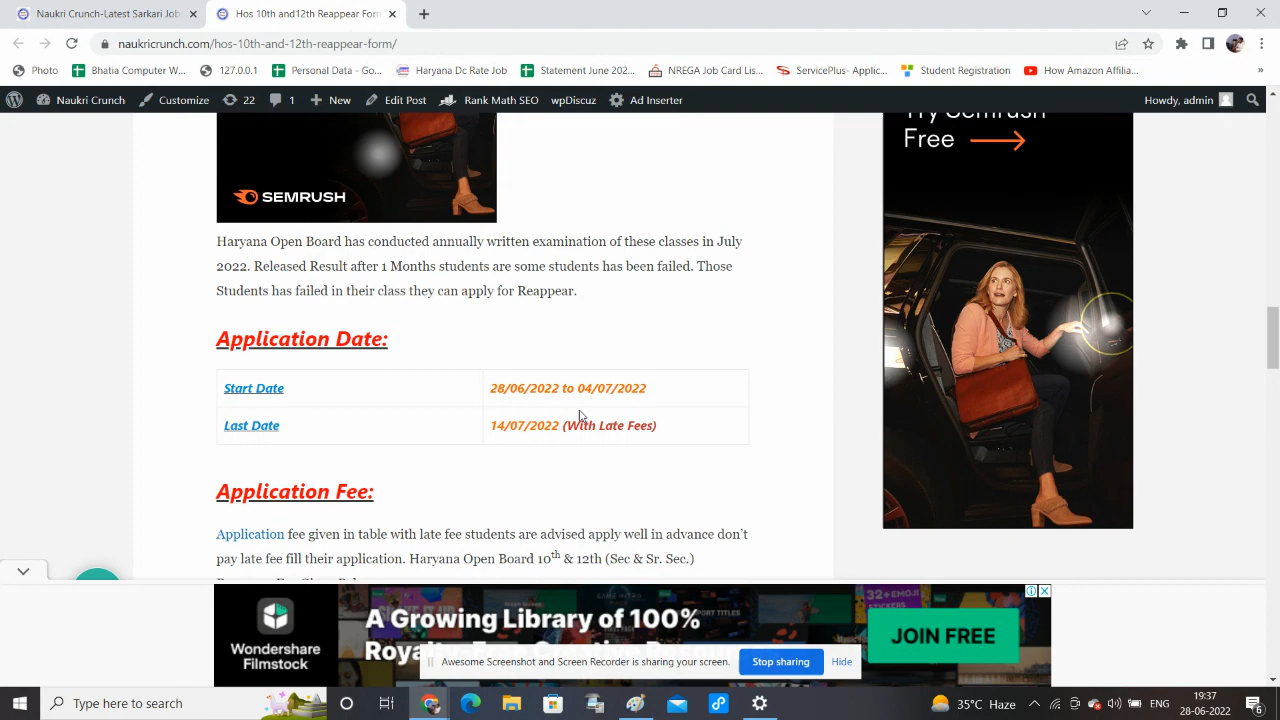 Naukri Crunch-Latest Sarkari Nau
Hos 10th and 12th Reappear Form
naukricrunch.com/hos-10th-and-12th-reappear-form/
Photo
Bhatia Computer W...
127.0.0.1
Personal Data - Go...
Haryana Dc Rate Job
Statement June 202...
NREGA Job Card Lis...
ServicePlus- Applic...
Student Registration
How Amazon Affilia...
»
Naukri Crunch
Customize
22
1
New
Edit Post
Rank Math SEO
wpDiscuz
Ad Inserter
Howdy, admin
Try Semrush
Free
SEMRUSH
Haryana Open Board has conducted annually written examination of these classes in July
2022. Released Result after 1 Months students are some students has been failed. Those
Students has failed in their class they can apply for Reappear.
Application Date:
Start Date
28/06/2022 to 04/07/2022
Last Date
14/07/2022 (With Late Fees)
Application Fee:
Application fee given in table with late fee students are advised apply well in advance don't
pay late fee fill their application. Haryana Open Board 10th & 12th (Sec & Sr. Sec.)
Wondershare
Filmstock
A Growing Library of 100%
32+ EMOJI
STICKERS
JOIN FREE
Awesome Screenshot and Screen Recorder is sharing your screen.
Stop sharing
Hide
Type here to search
35°C Haze
ENG
19:37
28-06-2022
6